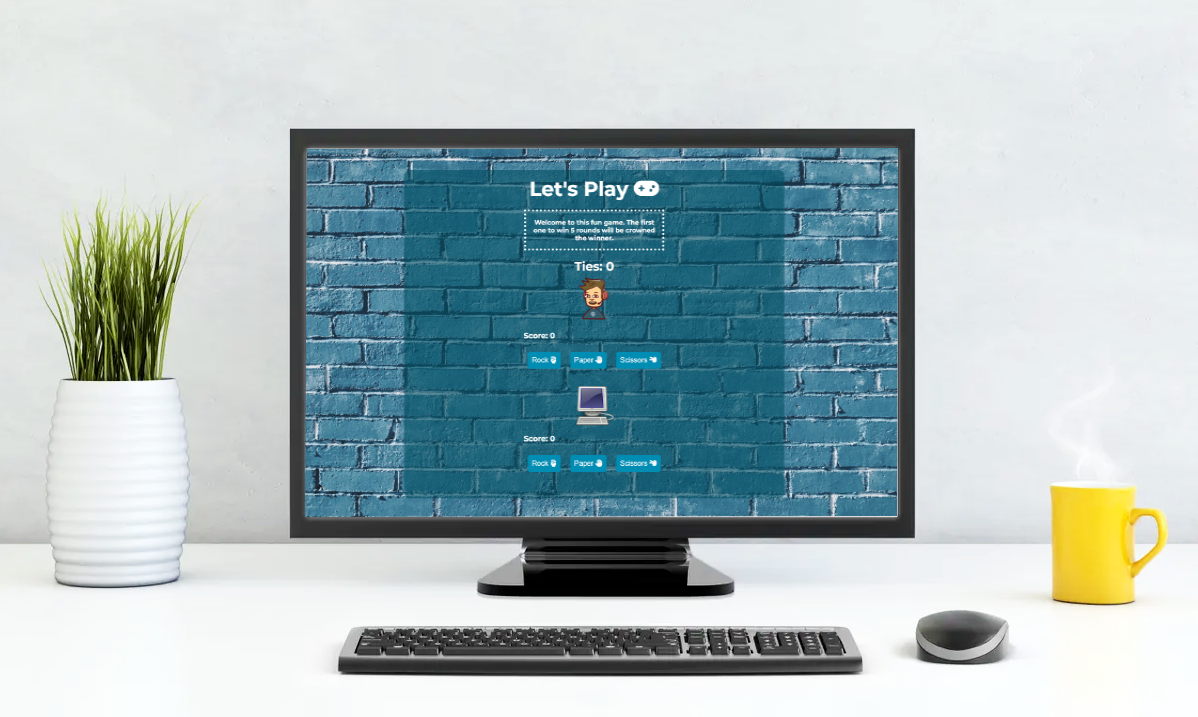 Let's Play
Welcome to this fun game. The first
one to win 5 rounds will be crowned
the winner.
Ties: 0
Score: 0
Rock Paper Scissors
Score: 0
Rock Paper Scissors